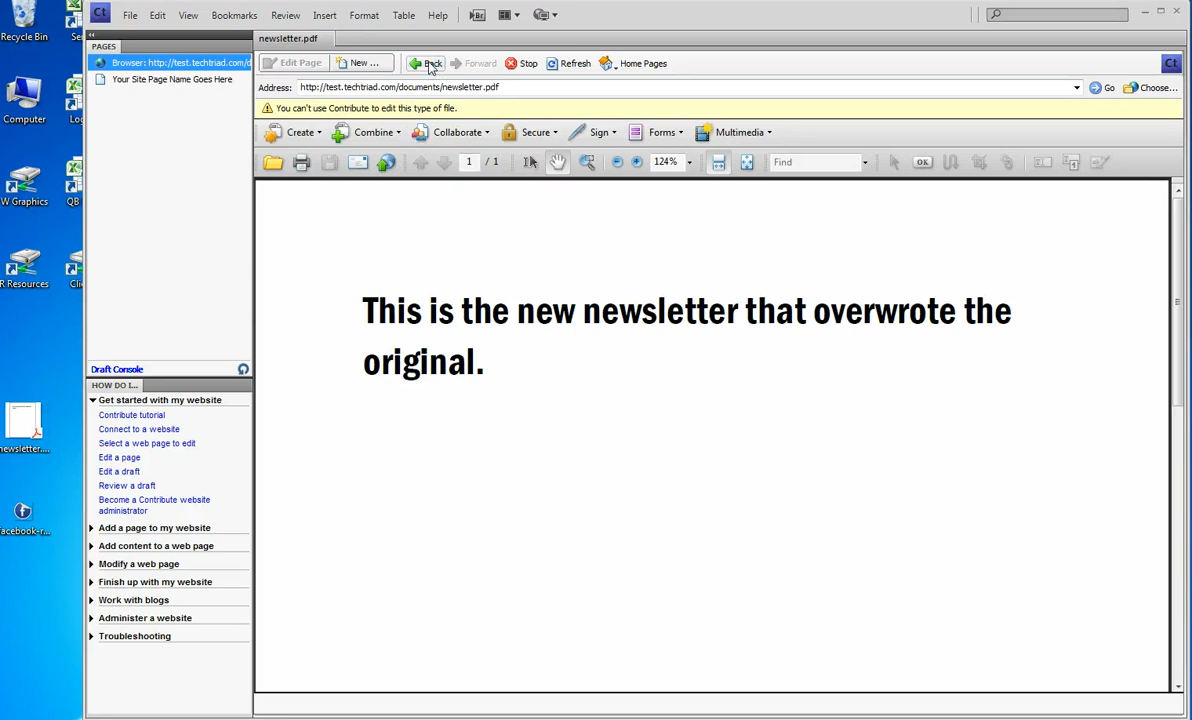 Recycle Bin
Computer
W Graphics
QB
R Resources
newsletter....
facebook-r...
Ct
File Edit View Bookmarks Review Insert Format Table Help
Br
PAGES
newsletter.pdf
Browser: http://test.techtriad.com/d
Your Site Page Name Goes Here
Edit Page New ... Back Forward Stop Refresh Home Pages
Ct
Address: http://test.techtriad.com/documents/newsletter.pdf Go Choose...
You can't use Contribute to edit this type of file.
Create Combine Collaborate Secure Sign Forms Multimedia
1 / 1 124% Find OK
This is the new newsletter that overwrote the
original.
Draft Console
HOW DO I...
Get started with my website
Contribute tutorial
Connect to a website
Select a web page to edit
Edit a page
Edit a draft
Review a draft
Become a Contribute website
administrator
Add a page to my website
Add content to a web page
Modify a web page
Finish up with my website
Work with blogs
Administer a website
Troubleshooting